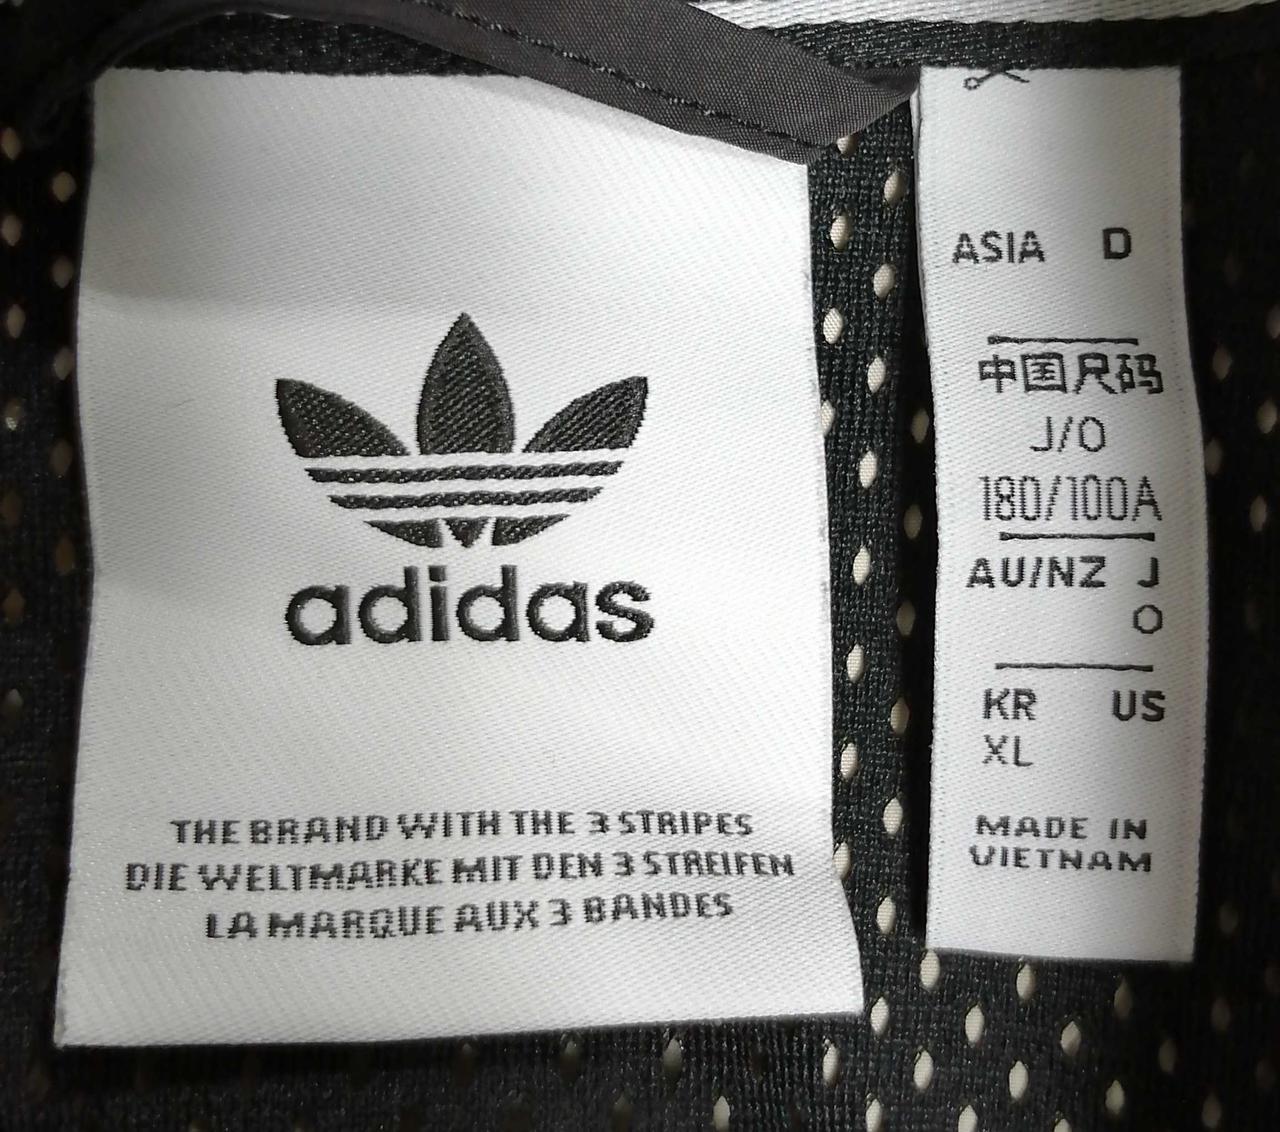 adidas
THE BRAND WITH THE 3 STRIPES
DIE WELTMARKE MIT DEN 3 STREIFEN
LA MARQUE AUX 3 BANDES
ASIA D
中国尺码
J/O
180/100A
AU/NZ J
O
KR US
XL
MADE IN
VIETNAM